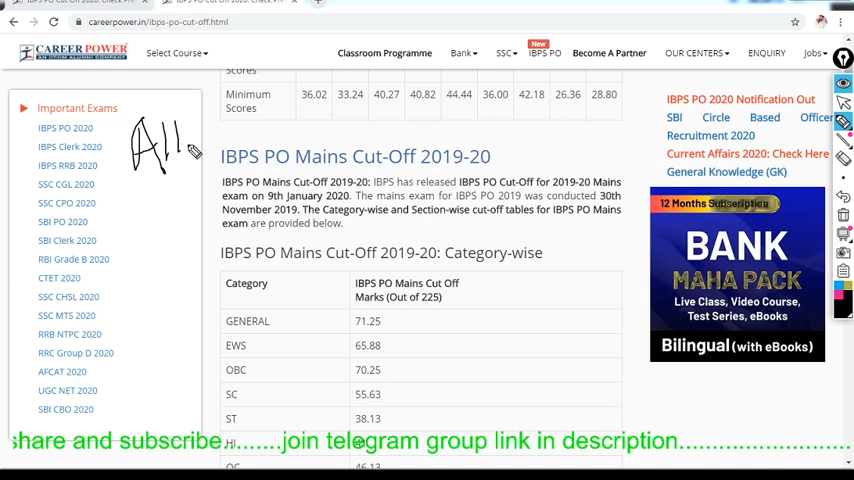 careerpower.in/ibps-po-cut-off.html
CAREER POWER
AN IIT/IIM ALUMNI COMPANY
Select Course
Classroom Programme
Bank
SSC
New
IBPS PO
Become A Partner
OUR CENTERS
ENQUIRY
Jobs
Important Exams
IBPS PO 2020
IBPS Clerk 2020
IBPS RRB 2020
SSC CGL 2020
SSC CPO 2020
SBI PO 2020
SBI Clerk 2020
RBI Grade B 2020
CTET 2020
SSC CHSL 2020
SSC MTS 2020
RRB NTPC 2020
RRC Group D 2020
AFCAT 2020
UGC NET 2020
SBI CBO 2020
All
Scores
Minimum Scores 36.02 33.24 40.27 40.82 44.44 36.00 42.18 26.36 28.80
IBPS PO Mains Cut-Off 2019-20
IBPS PO Mains Cut-Off 2019-20: IBPS has released IBPS PO Cut-Off for 2019-20 Mains
exam on 9th January 2020. The mains exam for IBPS PO 2019 was conducted 30th
November 2019. The Category-wise and Section-wise cut-off tables for IBPS PO Mains
exam are provided below.
IBPS PO Mains Cut-Off 2019-20: Category-wise
Category IBPS PO Mains Cut Off
Marks (Out of 225)
GENERAL 71.25
EWS 65.88
OBC 70.25
SC 55.63
ST 38.13
HI
OC 46.13
IBPS PO 2020 Notification Out
SBI Circle Based Officer
Recruitment 2020
Current Affairs 2020: Check Here
General Knowledge (GK)
12 Months Subscription
BANK
MAHA PACK
Live Class, Video Course,
Test Series, eBooks
Bilingual (with eBooks)
share and subscribe.......join telegram group link in description............................